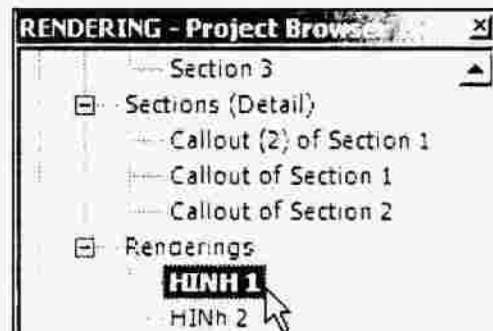 RENDERING - Project Browser
Section 3
Sections (Detail)
Callout (2) of Section 1
Callout of Section 1
Callout of Section 2
Renderings
HINH 1
HINh 2